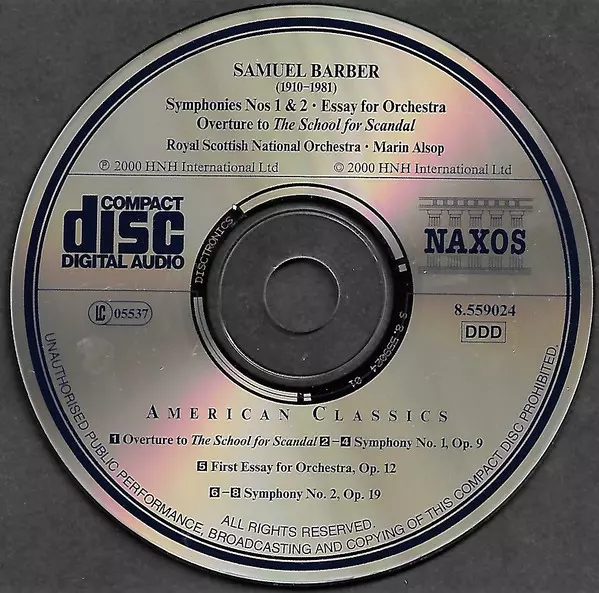 SAMUEL BARBER
(1910–1981)
Symphonies Nos 1 & 2 · Essay for Orchestra
Overture to The School for Scandal
Royal Scottish National Orchestra · Marin Alsop
℗ 2000 HNH International Ltd
© 2000 HNH International Ltd
COMPACT
disc
DIGITAL AUDIO
DISCTRONICS
NAXOS
S 8.559024 01
LC 05537
8.559024
DDD
AMERICAN CLASSICS
1 Overture to The School for Scandal 2–4 Symphony No. 1, Op. 9
5 First Essay for Orchestra, Op. 12
6–8 Symphony No. 2, Op. 19
ALL RIGHTS RESERVED.
UNAUTHORISED PUBLIC PERFORMANCE, BROADCASTING AND COPYING OF THIS COMPACT DISC PROHIBITED.